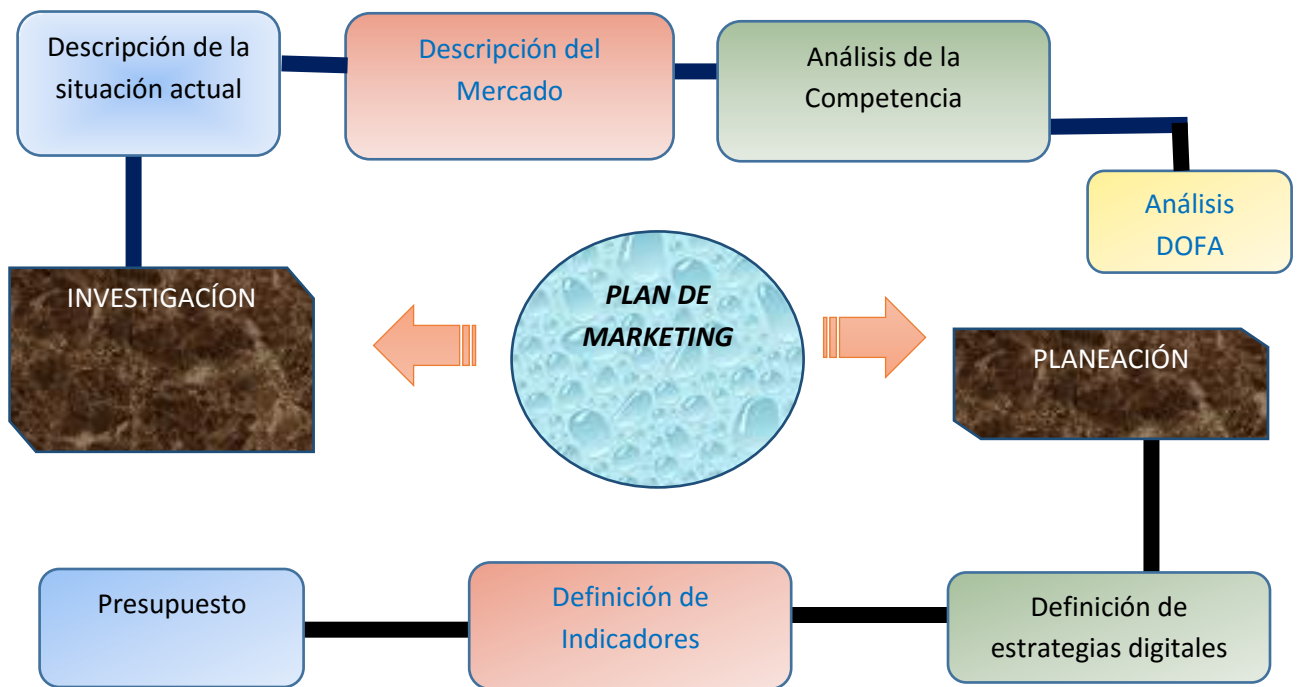 Descripción de la
situación actual
Descripción del
Mercado
Análisis de la
Competencia
Análisis
DOFA
INVESTIGACÍON
PLAN DE
MARKETING
PLANEACIÓN
Presupuesto
Definición de
Indicadores
Definición de
estrategias digitales